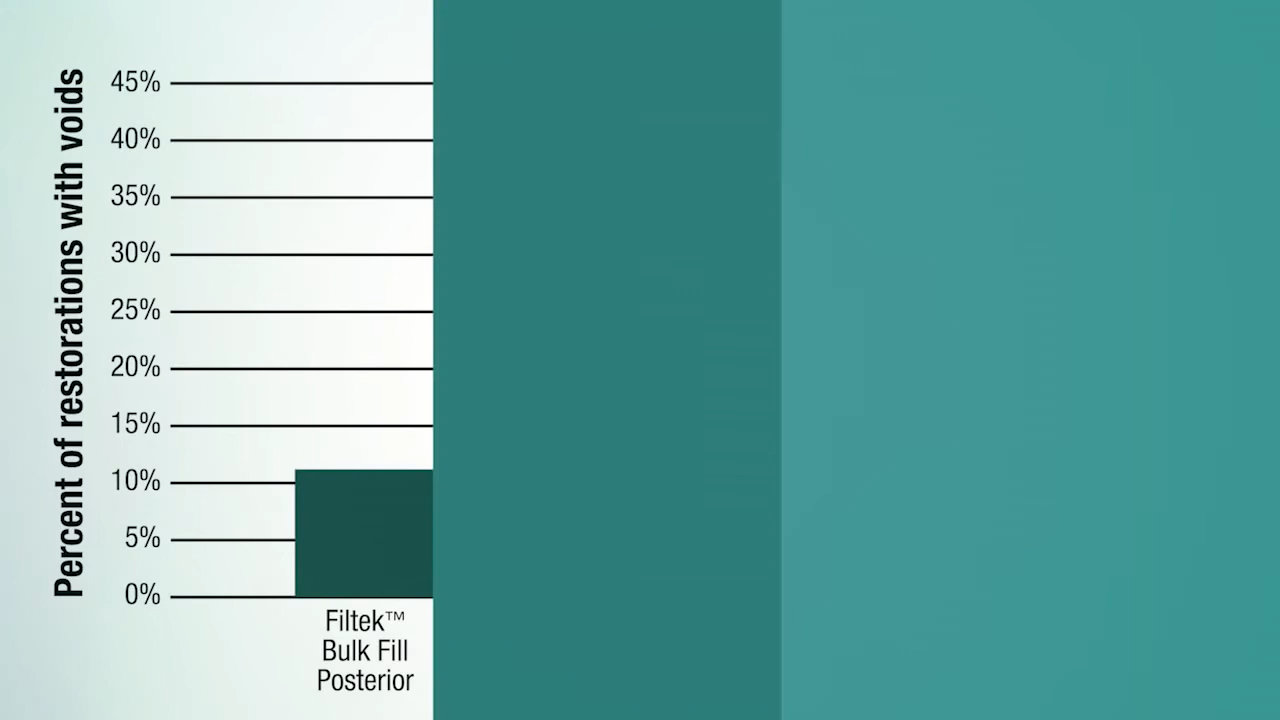 Percent of restorations with voids
45%
40%
35%
30%
25%
20%
15%
10%
5%
0%
Filtek™
Bulk Fill
Posterior